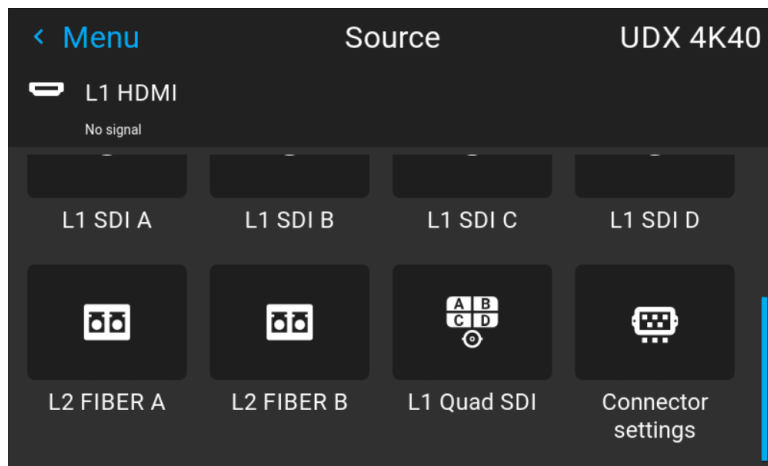 Menu
Source
UDX 4K40
L1 HDMI
No signal
L1 SDI A
L1 SDI B
L1 SDI C
L1 SDI D
A B
C D
L2 FIBER A
L2 FIBER B
L1 Quad SDI
Connector
settings